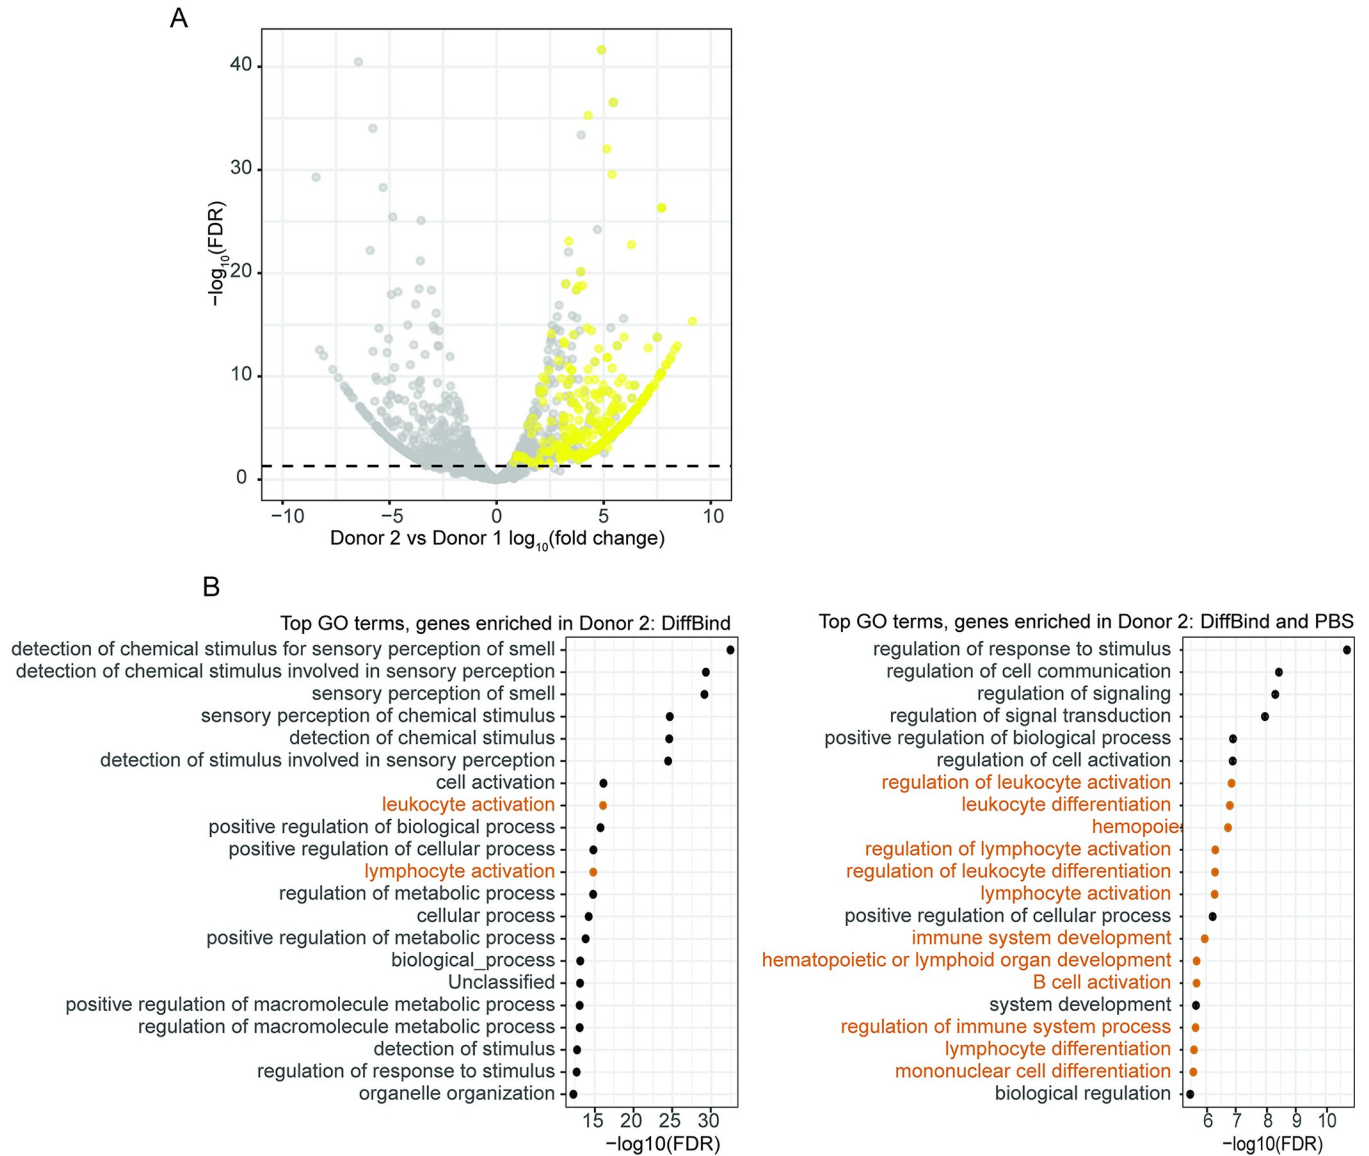 A
40
30
20
10
0
−log10(FDR)
−10 −5 0 5 10
Donor 2 vs Donor 1 log10(fold change)
B
Top GO terms, genes enriched in Donor 2: DiffBind
detection of chemical stimulus for sensory perception of smell
detection of chemical stimulus involved in sensory perception
sensory perception of smell
sensory perception of chemical stimulus
detection of chemical stimulus
detection of stimulus involved in sensory perception
cell activation
leukocyte activation
positive regulation of biological process
positive regulation of cellular process
lymphocyte activation
regulation of metabolic process
cellular process
positive regulation of metabolic process
biological_process
Unclassified
positive regulation of macromolecule metabolic process
regulation of macromolecule metabolic process
detection of stimulus
regulation of response to stimulus
organelle organization
15 20 25 30
−log10(FDR)
Top GO terms, genes enriched in Donor 2: DiffBind and PBS
regulation of response to stimulus
regulation of cell communication
regulation of signaling
regulation of signal transduction
positive regulation of biological process
regulation of cell activation
regulation of leukocyte activation
leukocyte differentiation
hemopoie
regulation of lymphocyte activation
regulation of leukocyte differentiation
lymphocyte activation
positive regulation of cellular process
immune system development
hematopoietic or lymphoid organ development
B cell activation
system development
regulation of immune system process
lymphocyte differentiation
mononuclear cell differentiation
biological regulation
6 7 8 9 10
−log10(FDR)